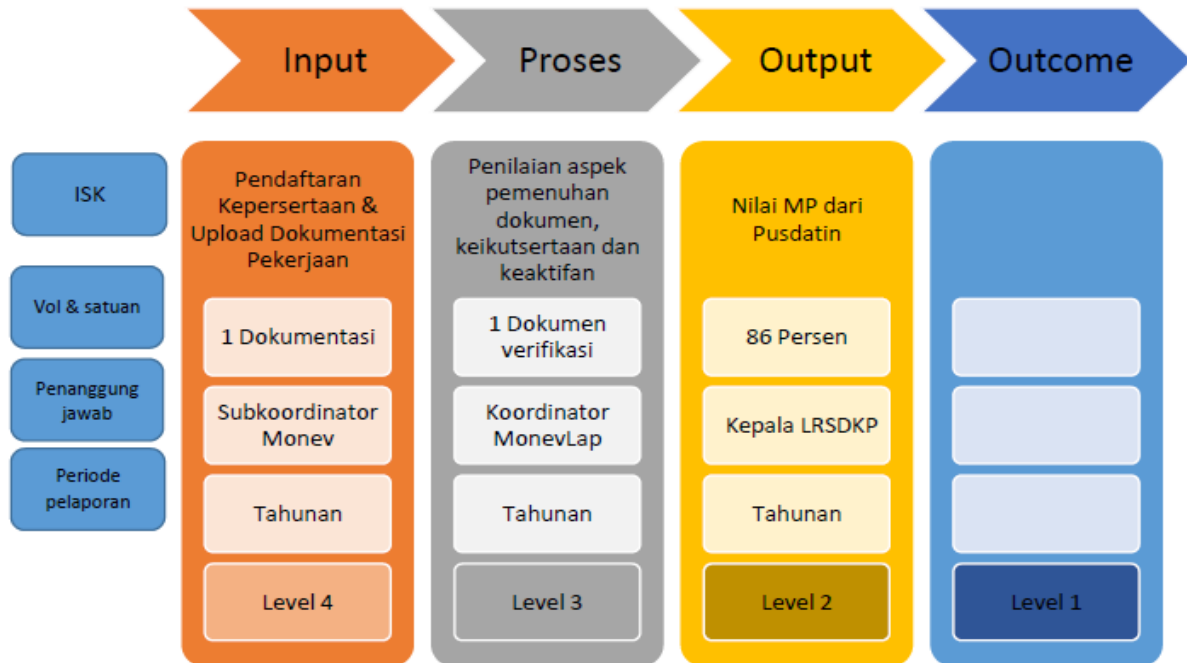 Input
Proses
Output
Outcome
ISK
Pendaftaran
Kepersertaan &
Upload Dokumentasi
Pekerjaan
Penilaian aspek
pemenuhan
dokumen,
keikutsertaan dan
keaktifan
Nilai MP dari
Pusdatin
Vol & satuan
1 Dokumentasi
1 Dokumen
verifikasi
86 Persen
Penanggung
jawab
Subkoordinator
Monev
Koordinator
MonevLap
Kepala LRSDKP
Periode
pelaporan
Tahunan
Tahunan
Tahunan
Level 4
Level 3
Level 2
Level 1